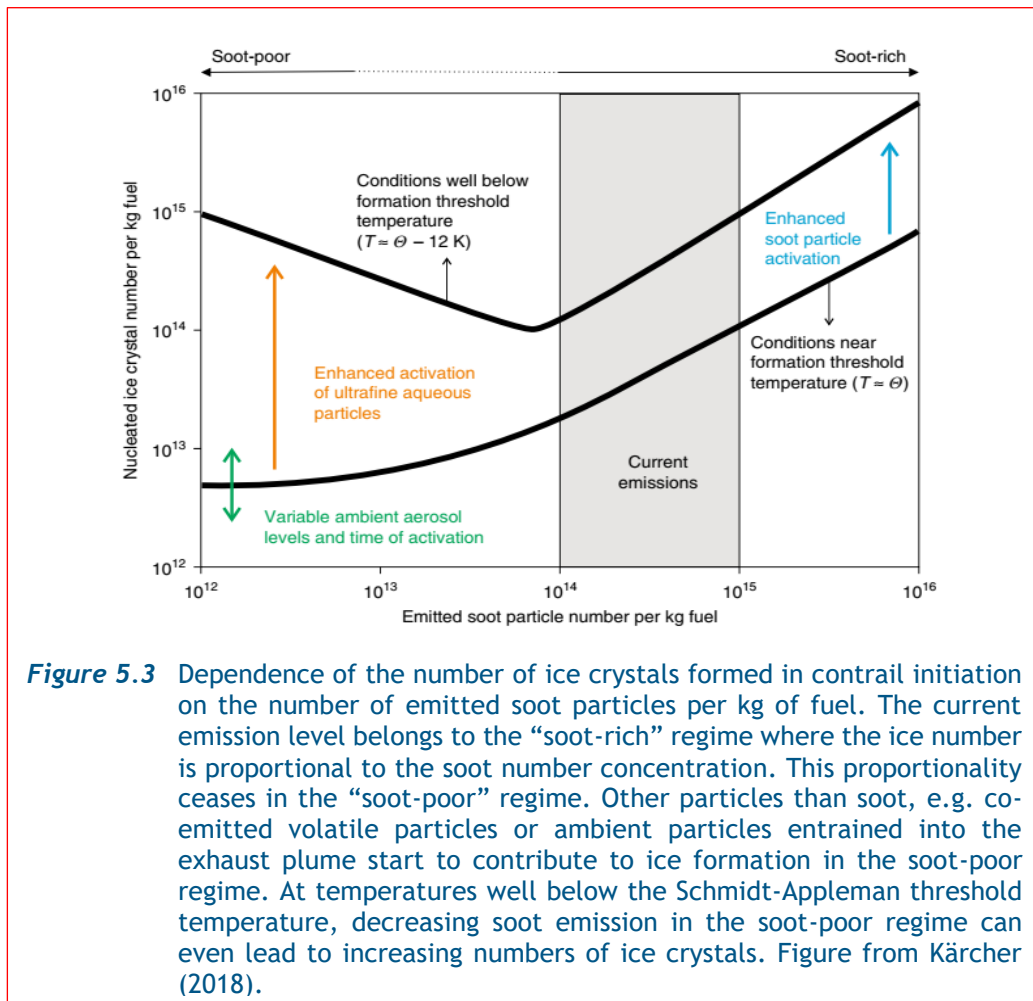 Soot-poor Soot-rich
10¹⁶
10¹⁵
10¹⁴
10¹³
10¹²
Nucleated ice crystal number per kg fuel
Conditions well below
formation threshold
temperature
(T ≈ Θ – 12 K)
Enhanced
soot particle
activation
Enhanced activation
of ultrafine aqueous
particles
Conditions near
formation threshold
temperature (T ≈ Θ)
Current
emissions
Variable ambient aerosol
levels and time of activation
10¹² 10¹³ 10¹⁴ 10¹⁵ 10¹⁶
Emitted soot particle number per kg fuel
Figure 5.3 Dependence of the number of ice crystals formed in contrail initiation
on the number of emitted soot particles per kg of fuel. The current
emission level belongs to the “soot-rich” regime where the ice number
is proportional to the soot number concentration. This proportionality
ceases in the “soot-poor” regime. Other particles than soot, e.g. co-
emitted volatile particles or ambient particles entrained into the
exhaust plume start to contribute to ice formation in the soot-poor
regime. At temperatures well below the Schmidt-Appleman threshold
temperature, decreasing soot emission in the soot-poor regime can
even lead to increasing numbers of ice crystals. Figure from Kärcher
(2018).